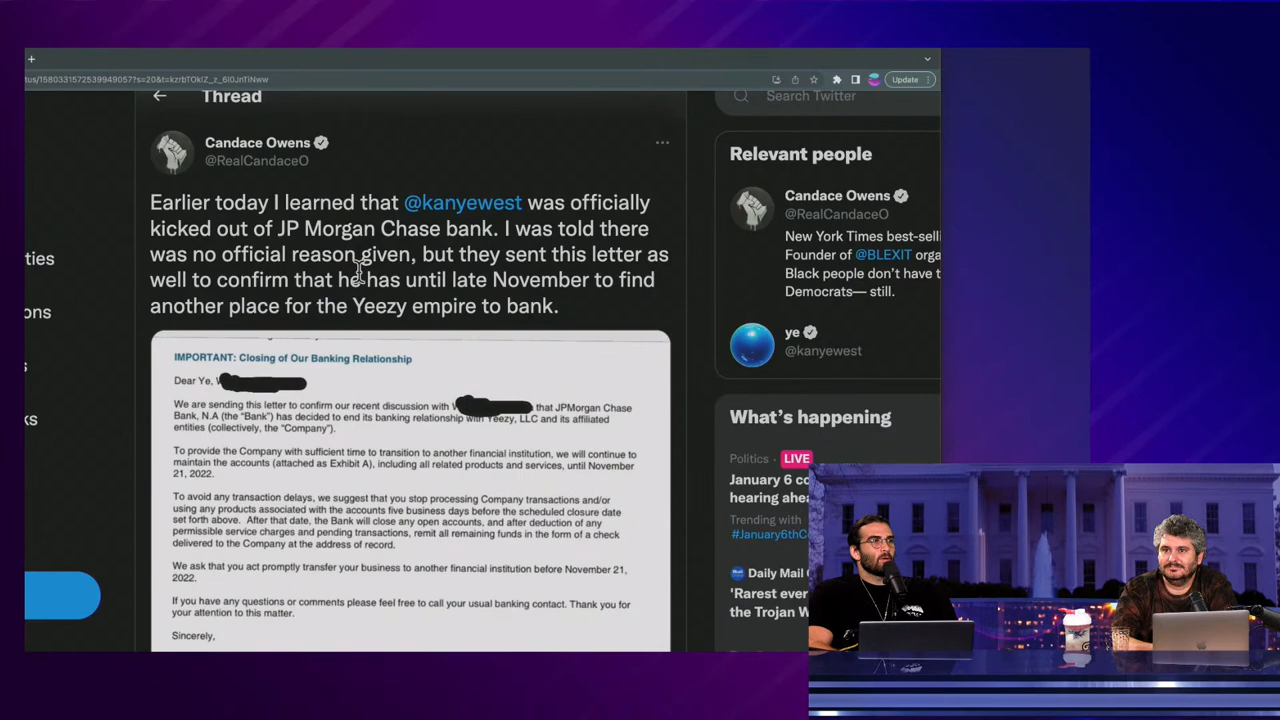 +
tus/1580331572539949057?s=20&t=kzrbTOklZ_z_6I0JnTiNww
Update
Thread
Search Twitter
Candace Owens
@RealCandaceO
Earlier today I learned that @kanyewest was officially
kicked out of JP Morgan Chase bank. I was told there
was no official reason given, but they sent this letter as
well to confirm that he has until late November to find
another place for the Yeezy empire to bank.
IMPORTANT: Closing of Our Banking Relationship
Dear Ye,
We are sending this letter to confirm our recent discussion with that JPMorgan Chase
Bank, N.A (the “Bank”) has decided to end its banking relationship with Yeezy, LLC and its affiliated
entities (collectively, the “Company”).
To provide the Company with sufficient time to transition to another financial institution, we will continue to
maintain the accounts (attached as Exhibit A), including all related products and services, until November
21, 2022.
To avoid any transaction delays, we suggest that you stop processing Company transactions and/or
using any products associated with the accounts five business days before the scheduled closure date
set forth above. After that date, the Bank will close any open accounts, and after deduction of any
permissible service charges and pending transactions, remit all remaining funds in the form of a check
delivered to the Company at the address of record.
We ask that you act promptly transfer your business to another financial institution before November 21,
2022.
If you have any questions or comments please feel free to call your usual banking contact. Thank you for
your attention to this matter.
Sincerely,
Relevant people
Candace Owens
@RealCandaceO
New York Times best-sell
Founder of @BLEXIT orga
Black people don’t have t
Democrats— still.
ye
@kanyewest
What’s happening
Politics · LIVE
January 6 co
hearing ahea
Trending with
#January6thC
Daily Mail
'Rarest ever
the Trojan W
ties
ons
s
ks